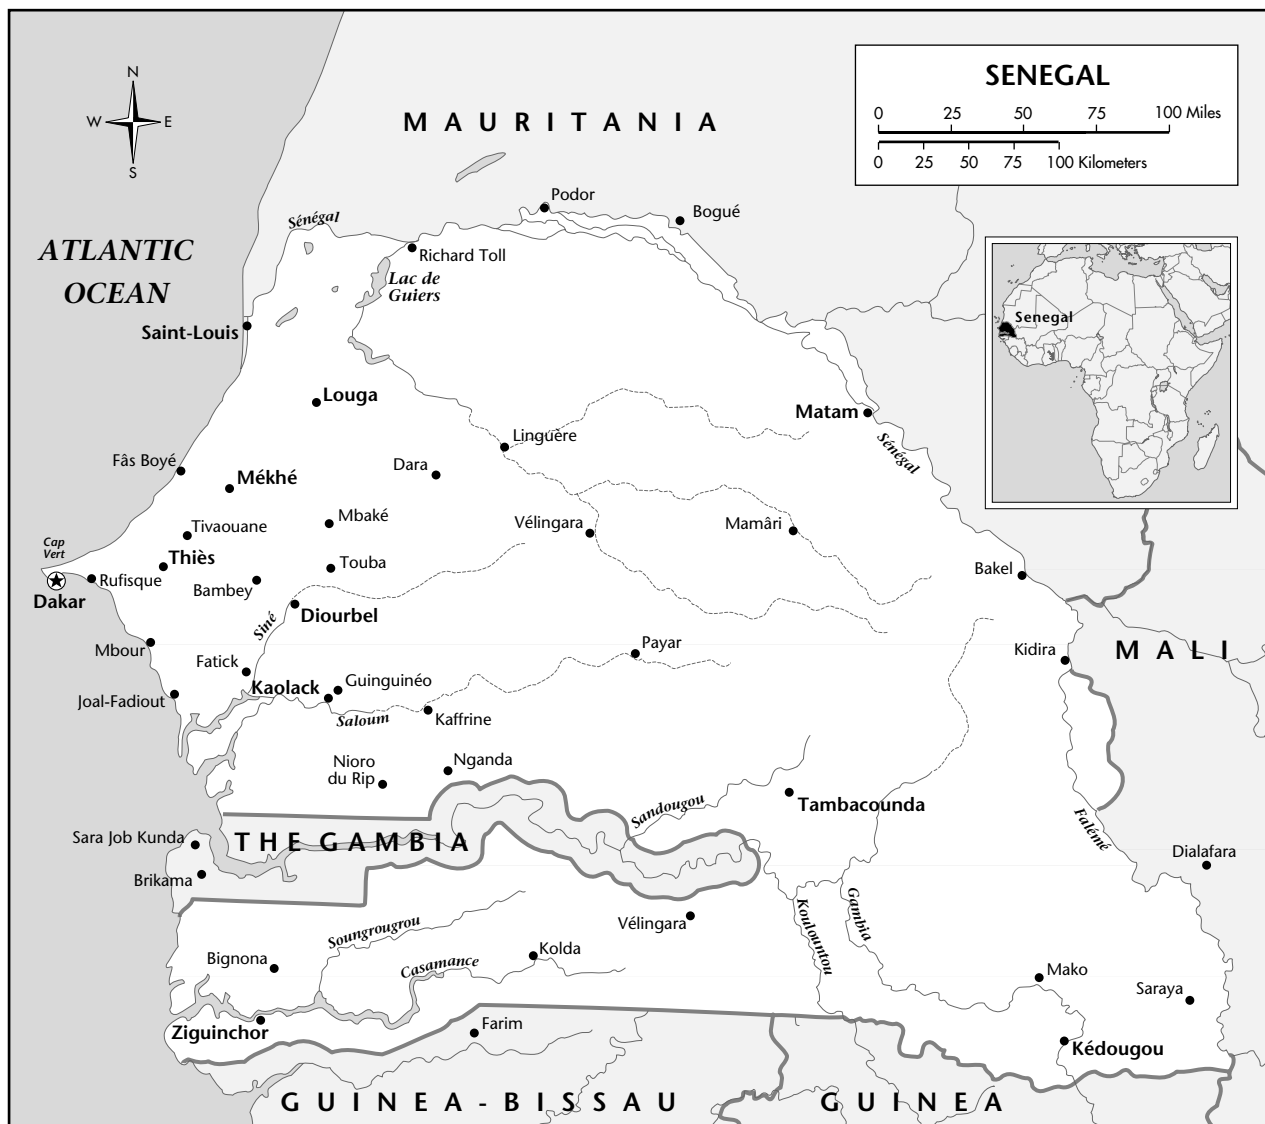 SENEGAL
0 25 50 75 100 Miles
0 25 50 75 100 Kilometers
N
W E
S
MAURITANIA
ATLANTIC
OCEAN
Sénégal
Podor
Bogué
Richard Toll
Lac de
Guiers
Senegal
Saint-Louis
Louga
Matam
Sénégal
Linguère
Fâs Boyé
Dara
Mékhé
Mbaké
Vélingara
Mamâri
Tivaouane
Cap
Vert
Thiès
Touba
Bakel
Rufisque
Bambey
Dakar
Diourbel
Siné
Mbour
Payar
Kidira
MALI
Fatick
Kaolack
Guinguinéo
Joal-Fadiout
Saloum
Kaffrine
Nioro
du Rip
Nganda
Sandougou
Tambacounda
Falémé
Sara Job Kunda
THE GAMBIA
Dialafara
Brikama
Koulountou
Gambia
Vélingara
Soungrougrou
Bignona
Casamance
Kolda
Mako
Saraya
Ziguinchor
Farim
Kédougou
GUINEA-BISSAU
GUINEA